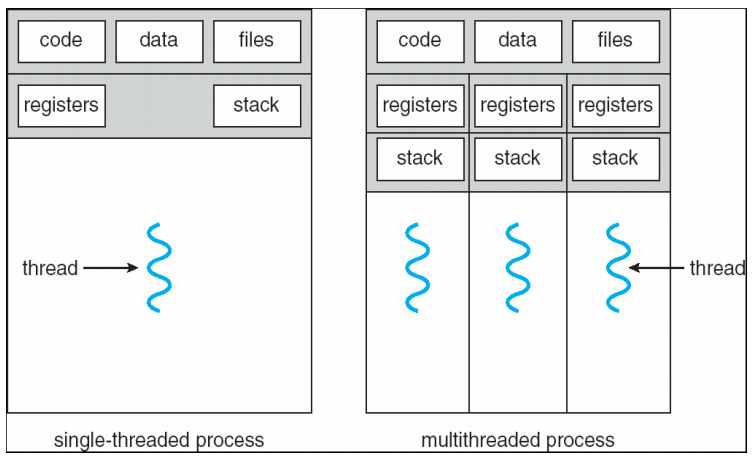 code data files
registers stack
thread
single-threaded process
code data files
registers registers registers
stack stack stack
thread
multithreaded process